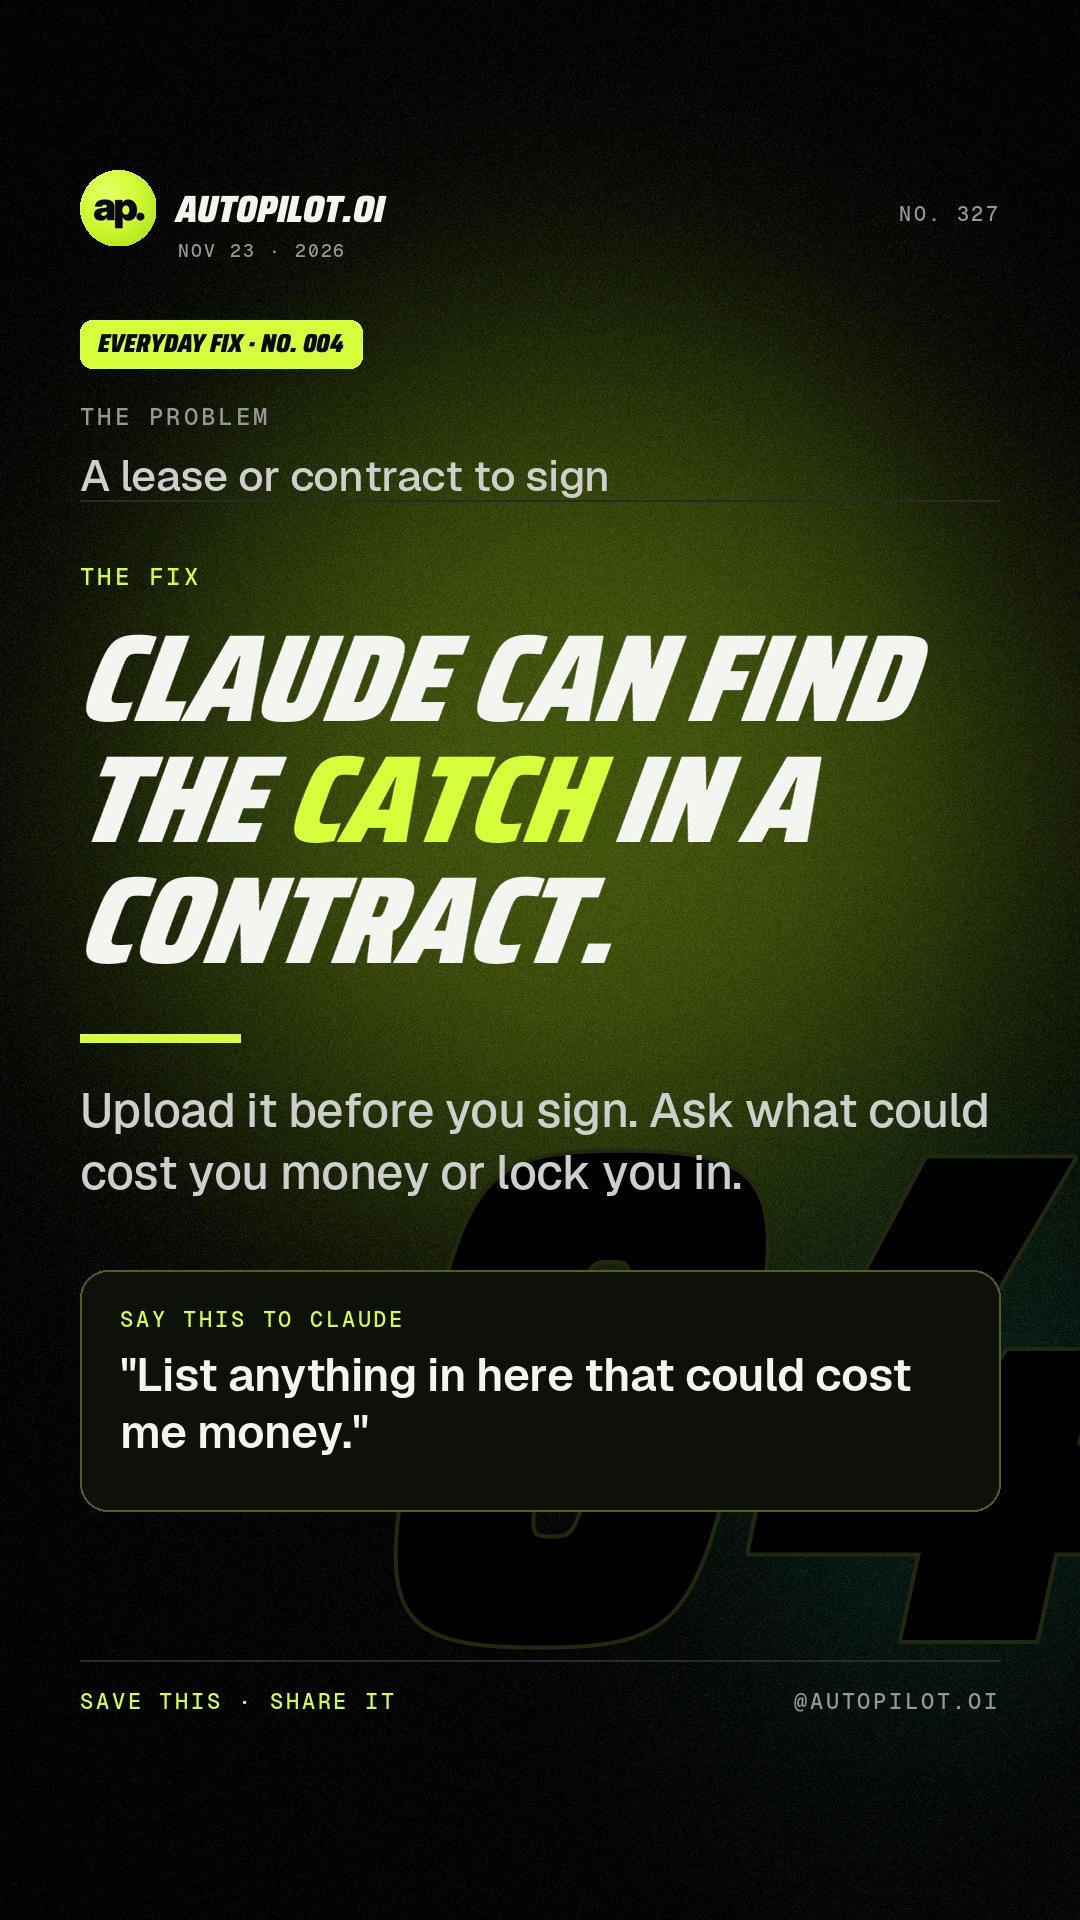 ap.
AUTOPILOT.OI
NO. 327
NOV 23 · 2026
EVERYDAY FIX · NO. 004
THE PROBLEM
A lease or contract to sign
THE FIX
CLAUDE CAN FIND
THE CATCH IN A
CONTRACT.
Upload it before you sign. Ask what could
cost you money or lock you in.
04
SAY THIS TO CLAUDE
"List anything in here that could cost
me money."
SAVE THIS · SHARE IT
@AUTOPILOT.OI